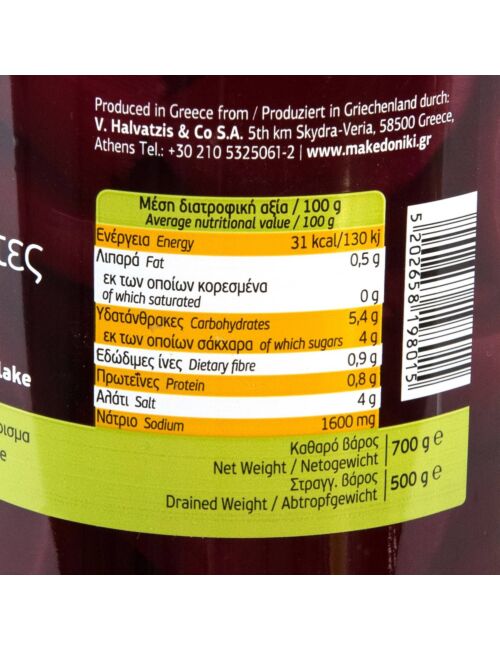 Produced in Greece from / Produziert in Griechenland durch:
V. Halvatzis & Co S.A. 5th km Skydra-Veria, 58500 Greece,
Athens Tel.: +30 210 5325061-2 | www.makedoniki.gr
Μέση διατροφική αξία / 100 g
Average nutritional value / 100 g
Ενέργεια Energy 31 kcal/130 kj
Λιπαρά Fat 0,5 g
εκ των οποίων κορεσμένα
of which saturated 0 g
Υδατάνθρακες Carbohydrates 5,4 g
εκ των οποίων σάκχαρα of which sugars 4 g
Εδώδιμες ίνες Dietary fibre 0,9 g
Πρωτεΐνες Protein 0,8 g
Αλάτι Salt 4 g
Νάτριο Sodium 1600 mg
Καθαρό βάρος
Net Weight / Netogewicht 700 g e
Στραγγ. βάρος
Drained Weight / Abtropfgewicht 500 g e
5 202658 198015